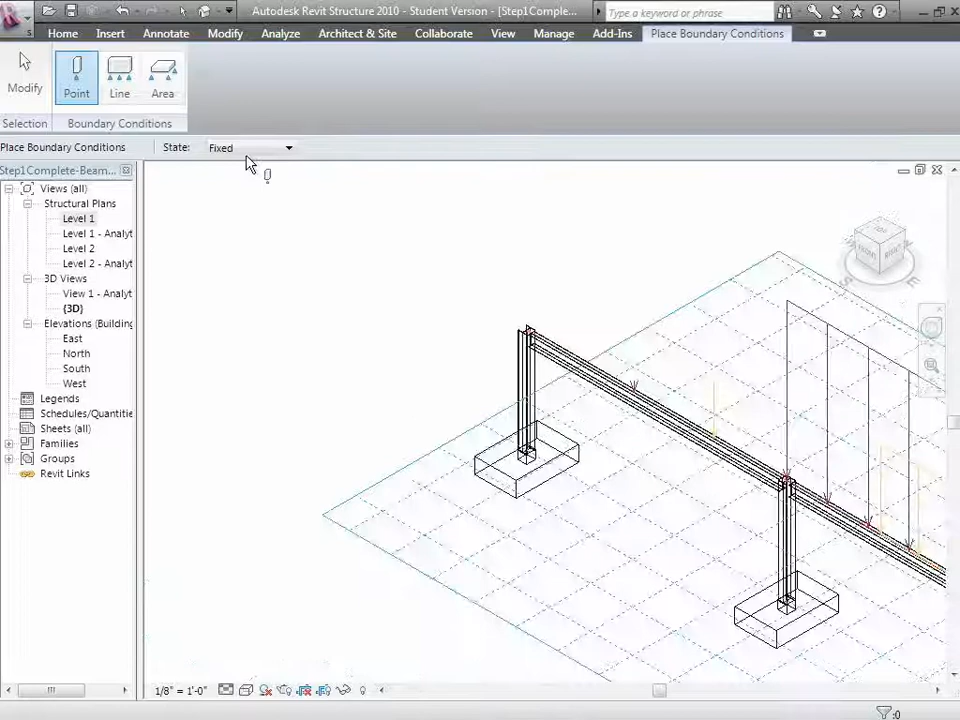 Autodesk Revit Structure 2010 - Student Version - [Step1Comple...
Type a keyword or phrase
Home Insert Annotate Modify Analyze Architect & Site Collaborate View Manage Add-Ins Place Boundary Conditions
Modify Point Line Area
Selection Boundary Conditions
Place Boundary Conditions State: Fixed
Step1Complete-Beam...
Views (all)
Structural Plans
Level 1
Level 1 - Analyt
Level 2
Level 2 - Analyt
3D Views
View 1 - Analyt
{3D}
Elevations (Building
East
North
South
West
Legends
Schedules/Quantitie
Sheets (all)
Families
Groups
Revit Links
1/8" = 1'-0"
:0